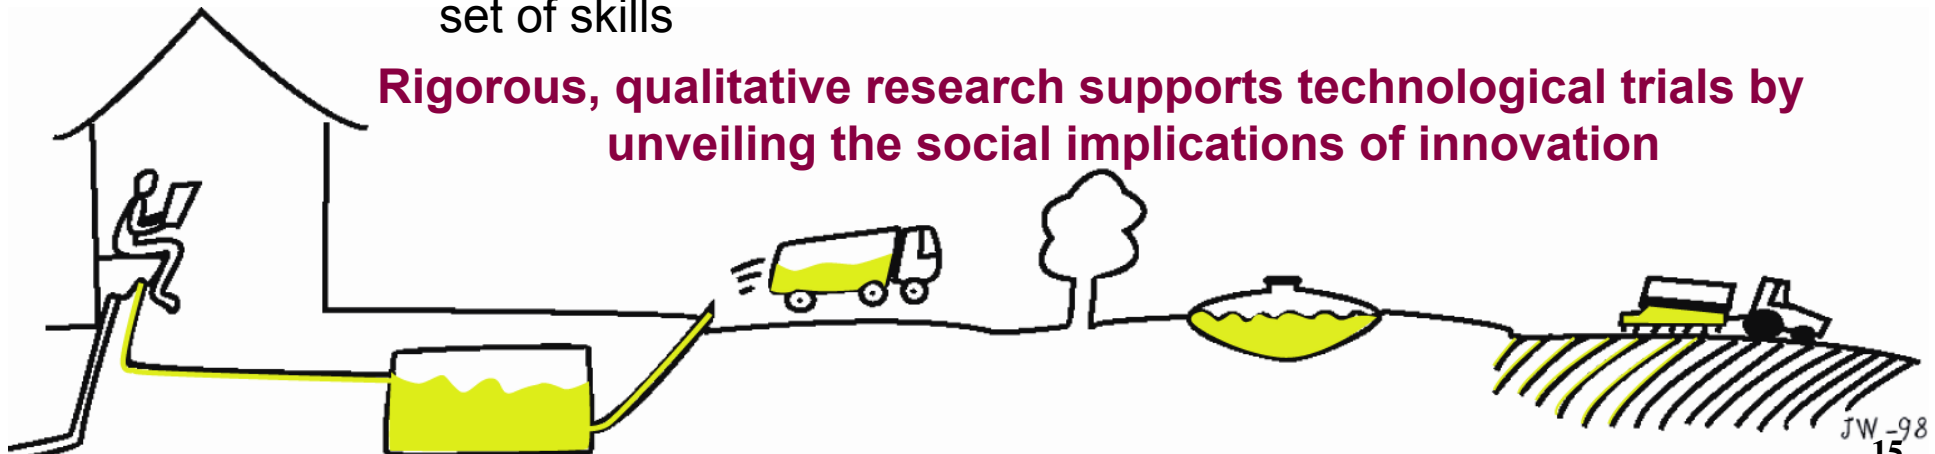 set of skills
Rigorous, qualitative research supports technological trials by
unveiling the social implications of innovation
JW-98
15